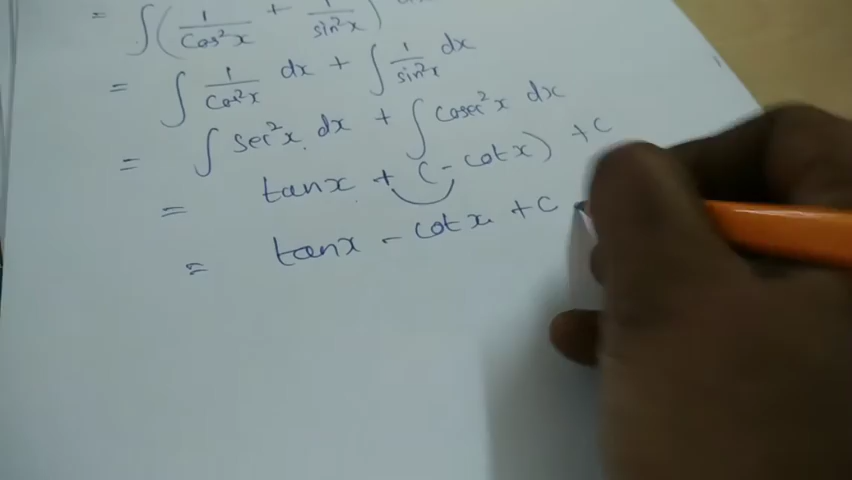 = ∫(1/cos²x + 1/sin²x)
= ∫ 1/cos²x dx + ∫ 1/sin²x dx
= ∫ sec²x. dx + ∫ cosec²x dx
= tanx + (-cotx) + c
= tanx - cotx + c